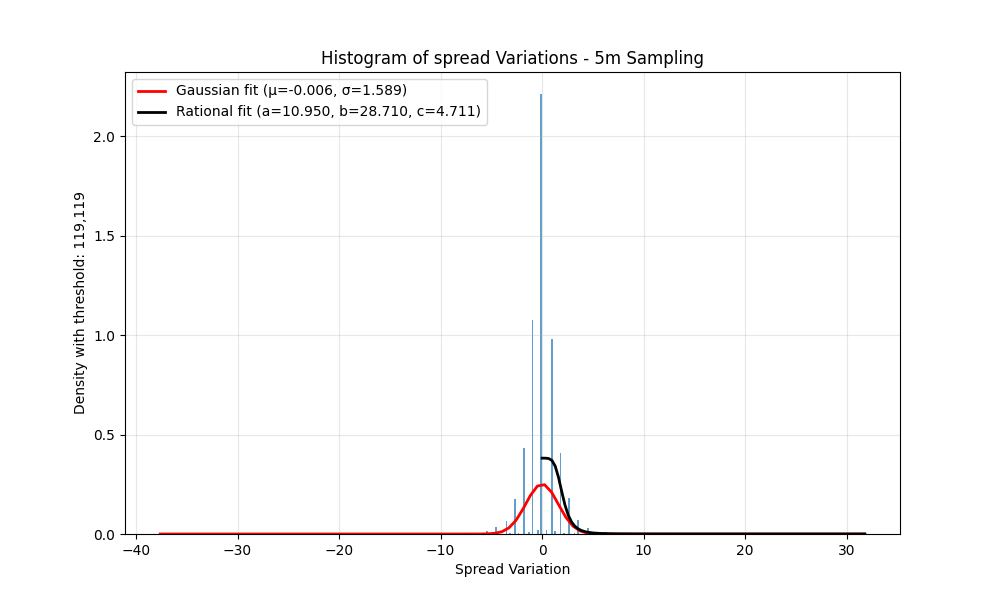 Histogram of spread Variations - 5m Sampling
Gaussian fit (μ=-0.006, σ=1.589)
Rational fit (a=10.950, b=28.710, c=4.711)
Density with threshold: 119,119
2.0
1.5
1.0
0.5
0.0
−40 −30 −20 −10 0 10 20 30
Spread Variation